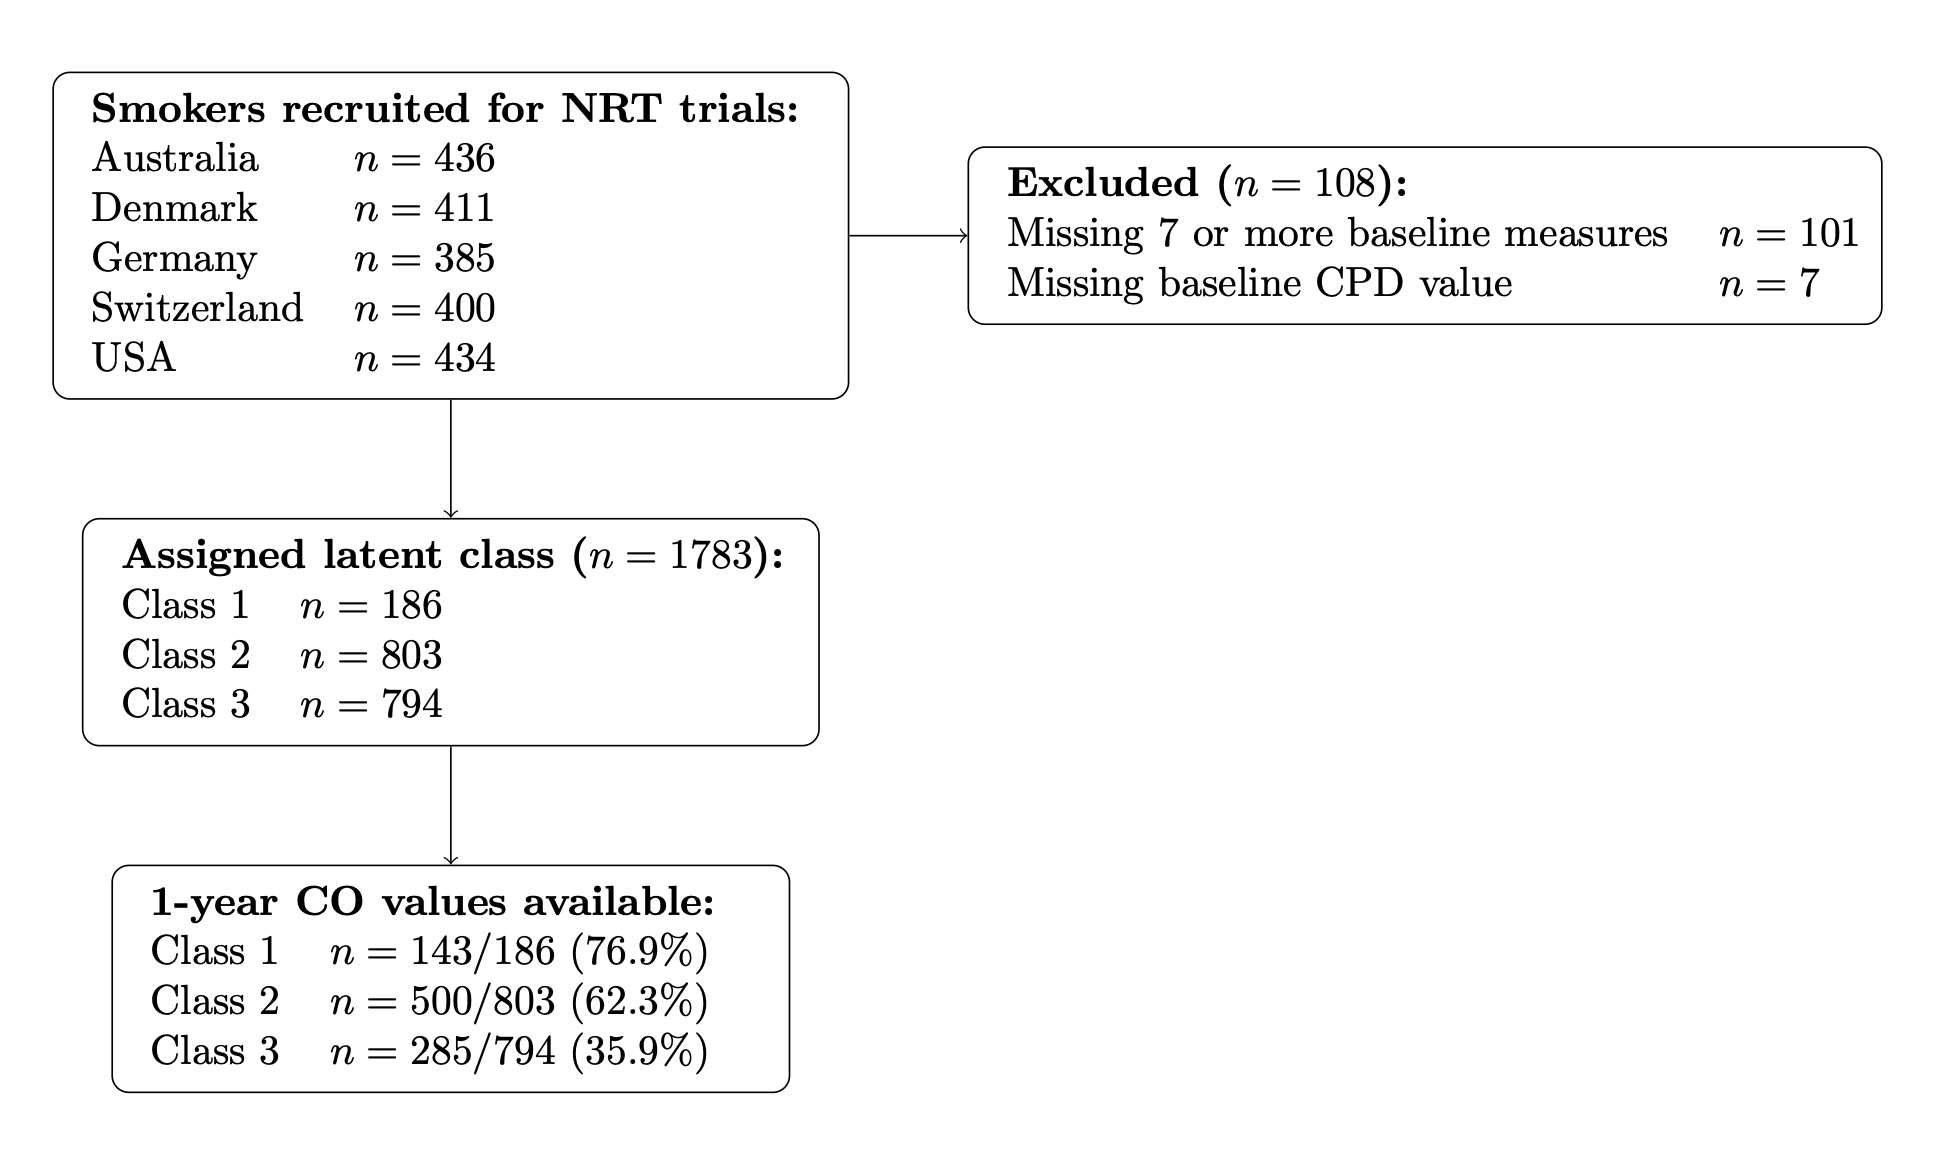 Smokers recruited for NRT trials:
Australia n = 436
Denmark n = 411
Germany n = 385
Switzerland n = 400
USA n = 434
Excluded (n = 108):
Missing 7 or more baseline measures n = 101
Missing baseline CPD value n = 7
Assigned latent class (n = 1783):
Class 1 n = 186
Class 2 n = 803
Class 3 n = 794
1-year CO values available:
Class 1 n = 143/186 (76.9%)
Class 2 n = 500/803 (62.3%)
Class 3 n = 285/794 (35.9%)